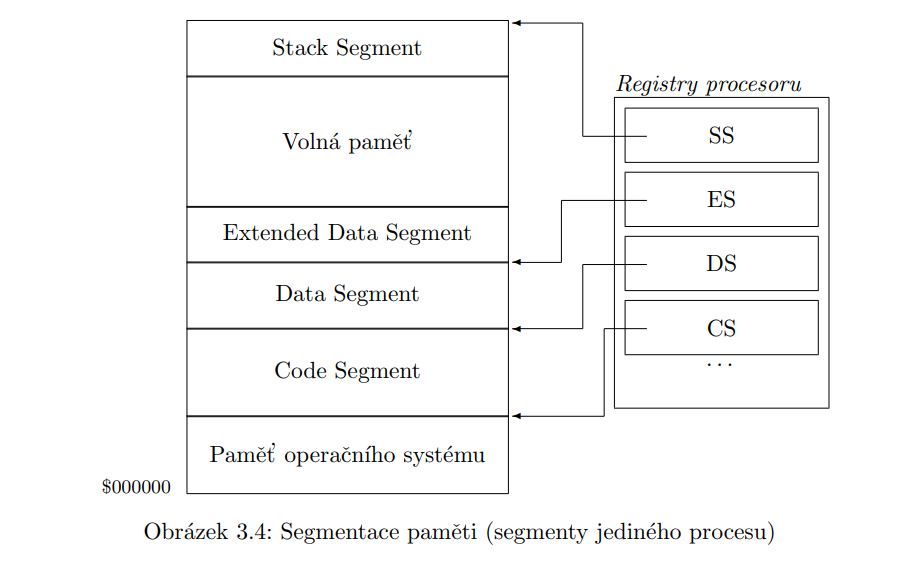 Stack Segment
Volná paměť
Extended Data Segment
Data Segment
Code Segment
Paměť operačního systému
$000000
Registry procesoru
SS
ES
DS
CS
...
Obrázek 3.4: Segmentace paměti (segmenty jediného procesu)